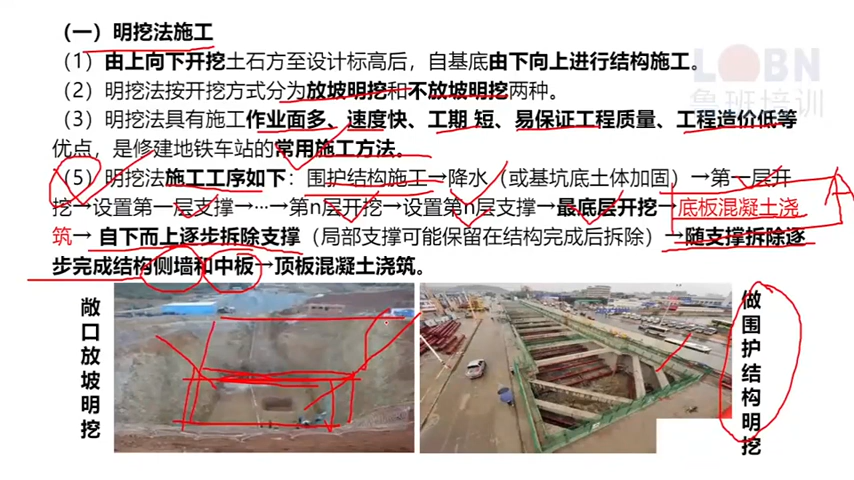 （一）明挖法施工
LOBN
鲁班培训
（1）由上向下开挖土石方至设计标高后，自基底由下向上进行结构施工。
（2）明挖法按开挖方式分为放坡明挖和不放坡明挖两种。
（3）明挖法具有施工作业面多、速度快、工期 短、易保证工程质量、工程造价低等
优点，是修建地铁车站的常用施工方法。
（5）明挖法施工工序如下：围护结构施工→降水（或基坑底土体加固）→第一层开
挖→设置第一层支撑→…→第n层开挖→设置第n层支撑→最底层开挖→底板混凝土浇
筑→ 自下而上逐步拆除支撑（局部支撑可能保留在结构完成后拆除）→随支撑拆除逐
步完成结构侧墙和中板→顶板混凝土浇筑。
敞口放坡明挖
做围护结构明挖